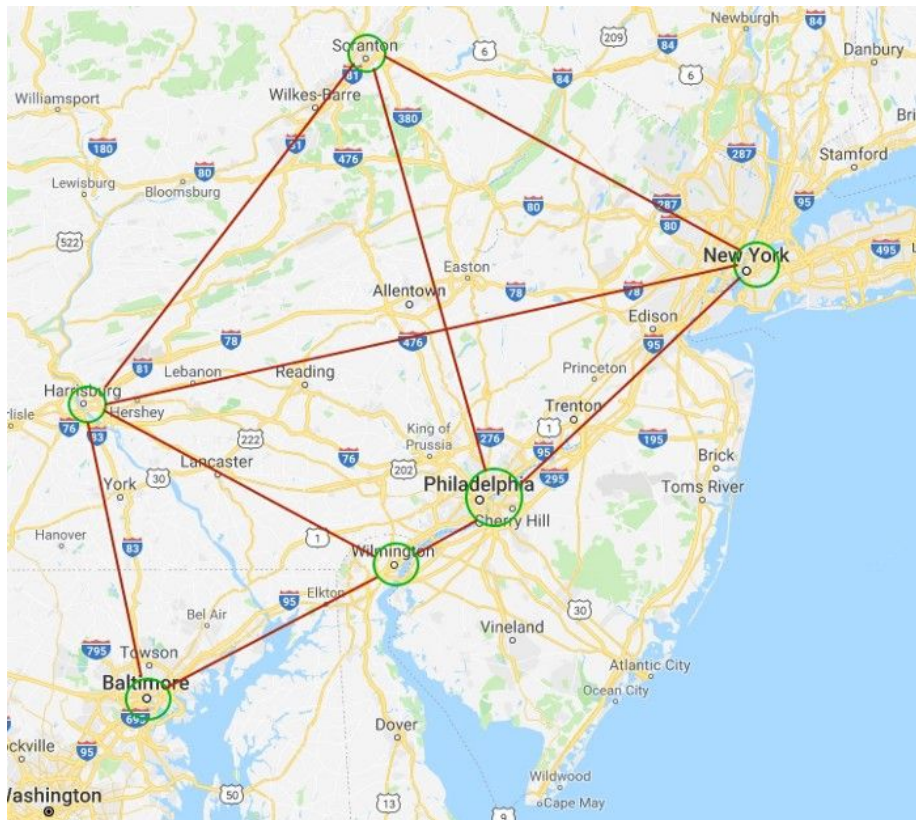 Newburgh
84
209
Scranton
6
84
Danbury
81
84
6
Williamsport
Wilkes-Barre
380
Bri
180
81
476
287
Stamford
80
Lewisburg
Bloomsburg
80
287
95
80
522
New York
495
Easton
Allentown
78
78
Edison
78
476
95
81
Lebanon
Reading
Princeton
Harrisburg
Hershey
rlisle
Trenton
76
83
222
King of
Prussia
276
1
195
95
76
Lancaster
202
295
Brick
30
York
Philadelphia
Toms River
Cherry Hill
Hanover
83
1
Wilmington
95
Elkton
30
Bel Air
Vineland
795
Towson
Atlantic City
Baltimore
Ocean City
695
Dover
95
ockville
Wildwood
Washington
50
13
9
Cape May